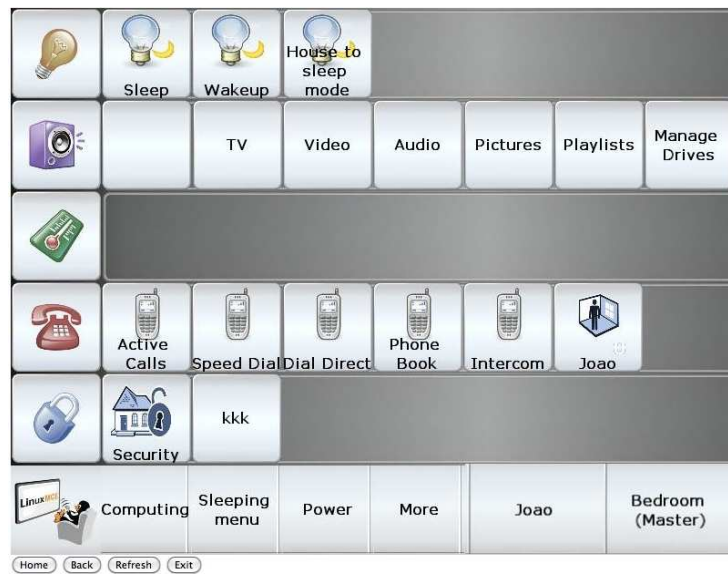 Sleep
Wakeup
House to
sleep
mode
TV
Video
Audio
Pictures
Playlists
Manage
Drives
Active
Calls
Speed Dial
Dial Direct
Phone
Book
Intercom
Joao
Security
kkk
LinuxMCE
Computing
Sleeping
menu
Power
More
Joao
Bedroom
(Master)
Home
Back
Refresh
Exit